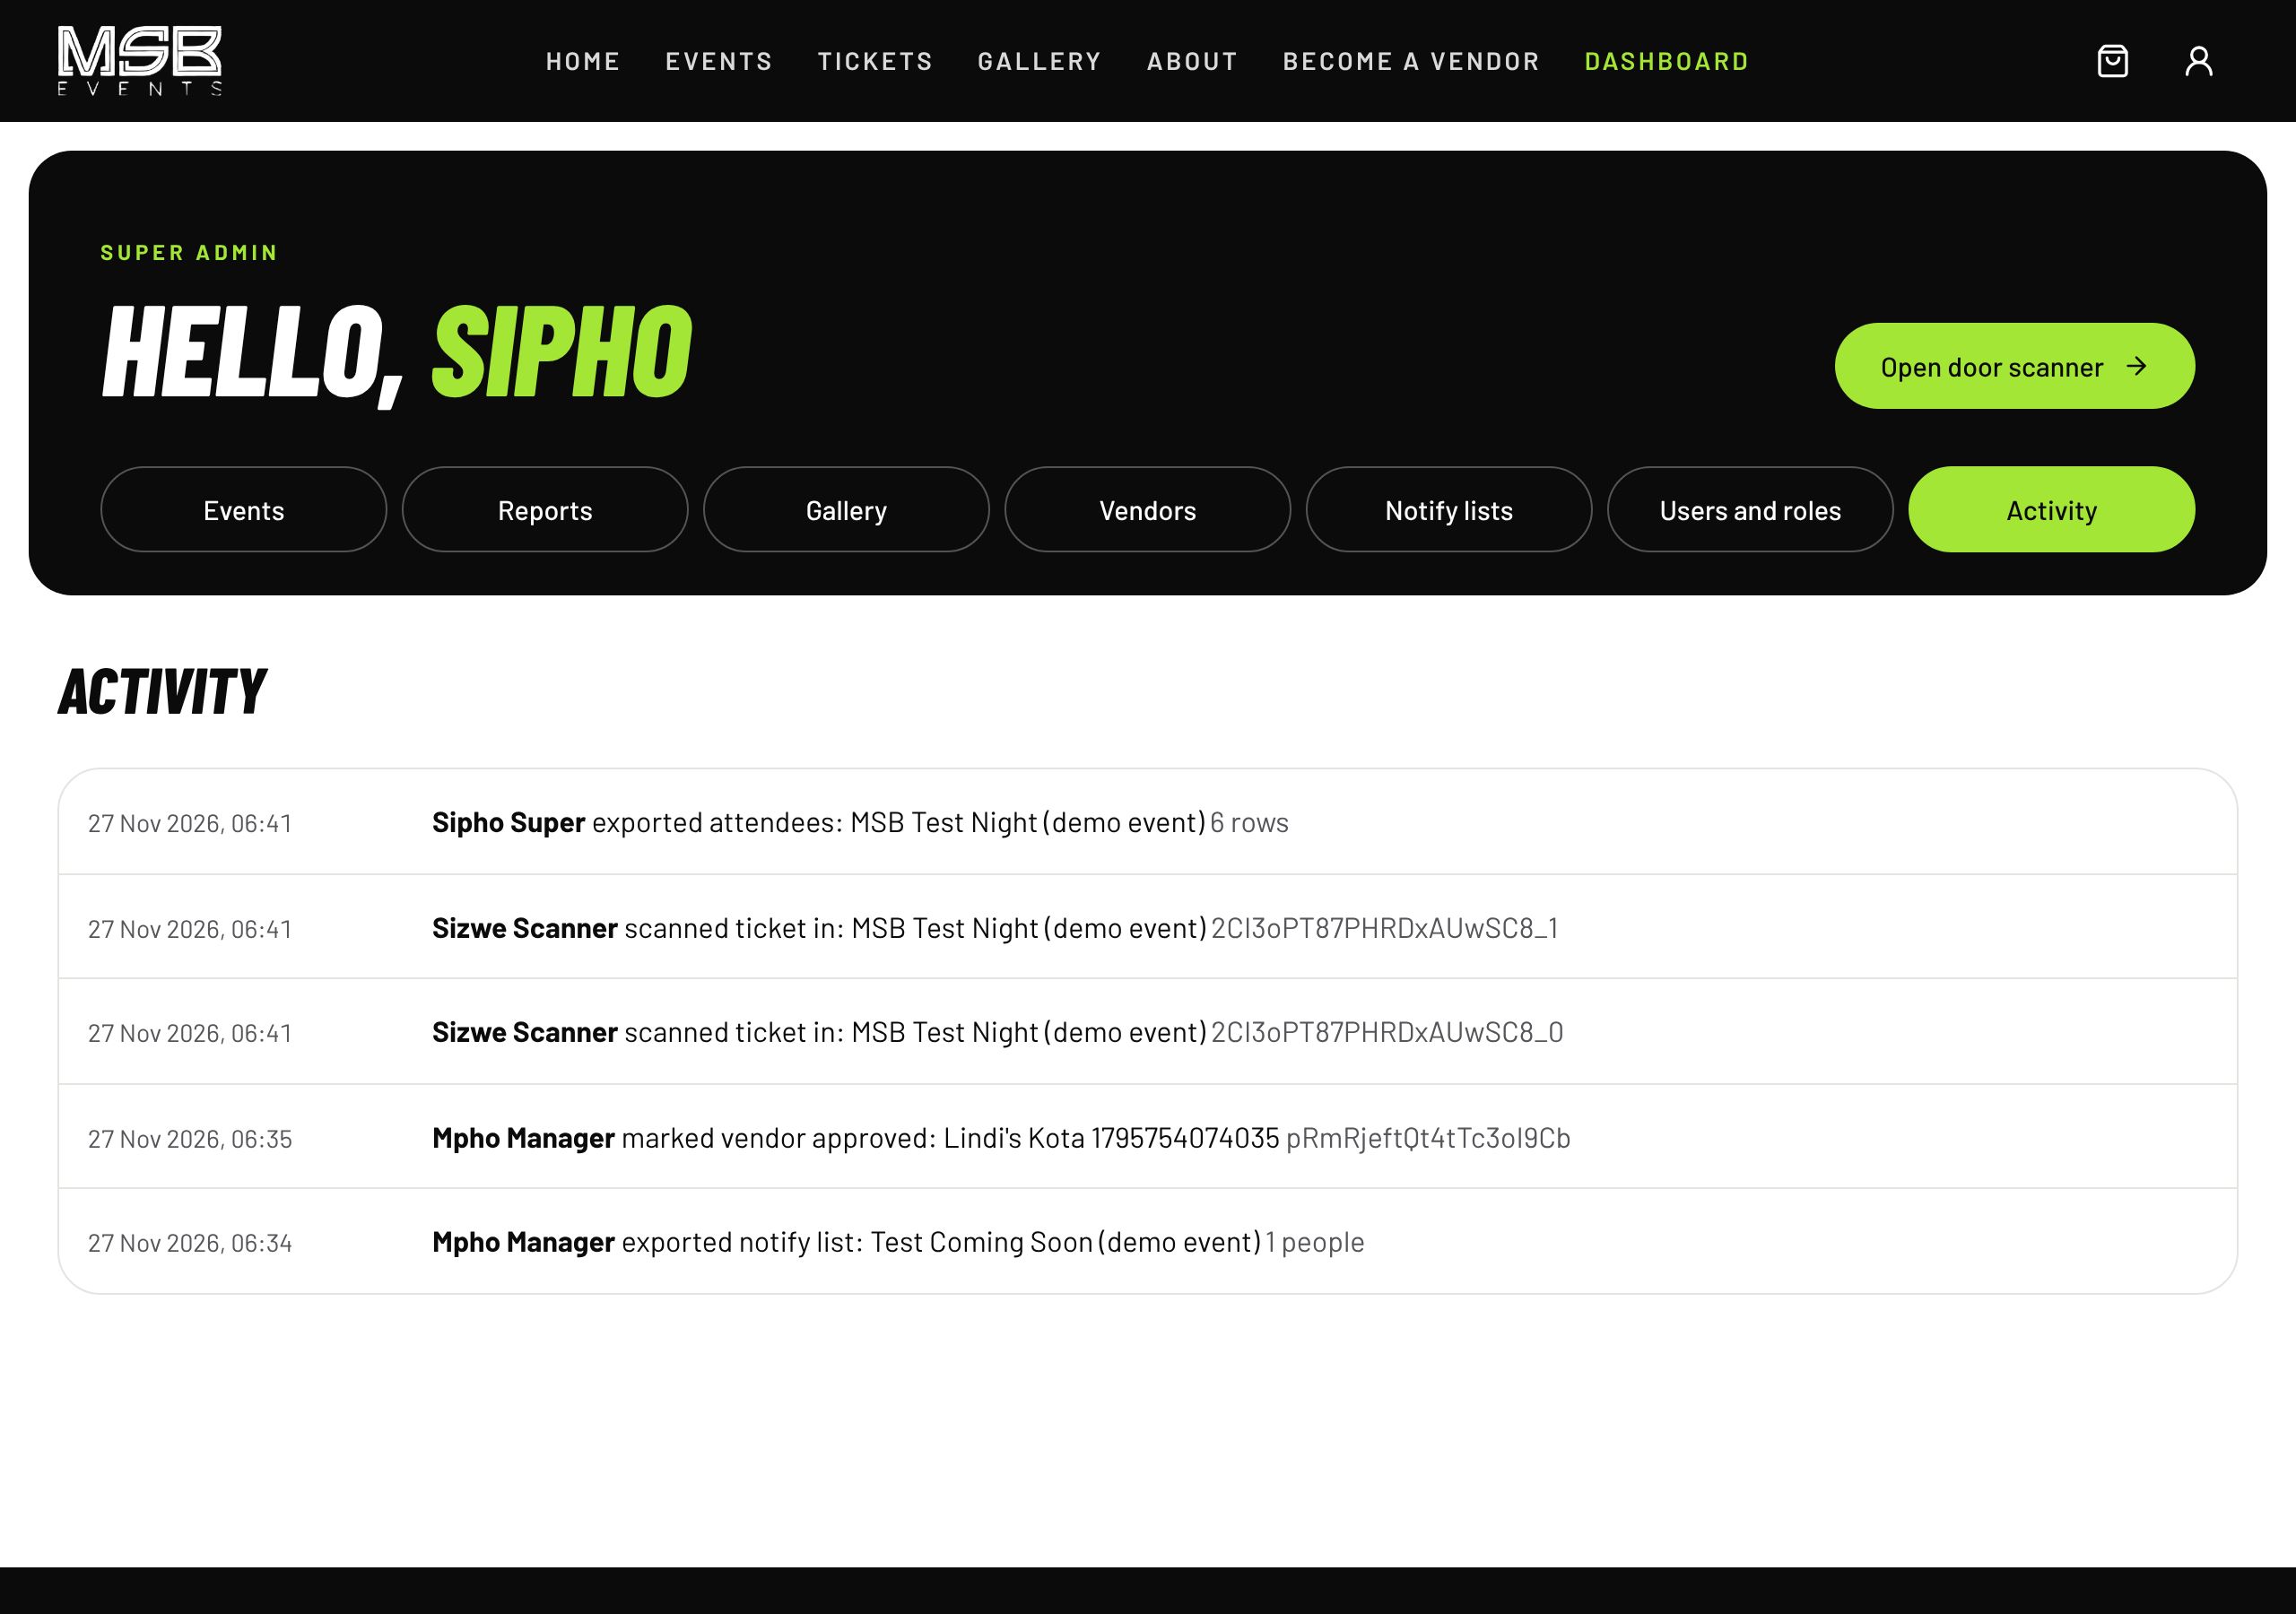 MSB
EVENTS
HOME EVENTS TICKETS GALLERY ABOUT BECOME A VENDOR DASHBOARD
SUPER ADMIN
HELLO, SIPHO
Open door scanner →
Events Reports Gallery Vendors Notify lists Users and roles Activity
ACTIVITY
27 Nov 2026, 06:41 Sipho Super exported attendees: MSB Test Night (demo event) 6 rows
27 Nov 2026, 06:41 Sizwe Scanner scanned ticket in: MSB Test Night (demo event) 2CI3oPT87PHRDxAUwSC8_1
27 Nov 2026, 06:41 Sizwe Scanner scanned ticket in: MSB Test Night (demo event) 2CI3oPT87PHRDxAUwSC8_0
27 Nov 2026, 06:35 Mpho Manager marked vendor approved: Lindi's Kota 1795754074035 pRmRjeftQt4tTc3oI9Cb
27 Nov 2026, 06:34 Mpho Manager exported notify list: Test Coming Soon (demo event) 1 people